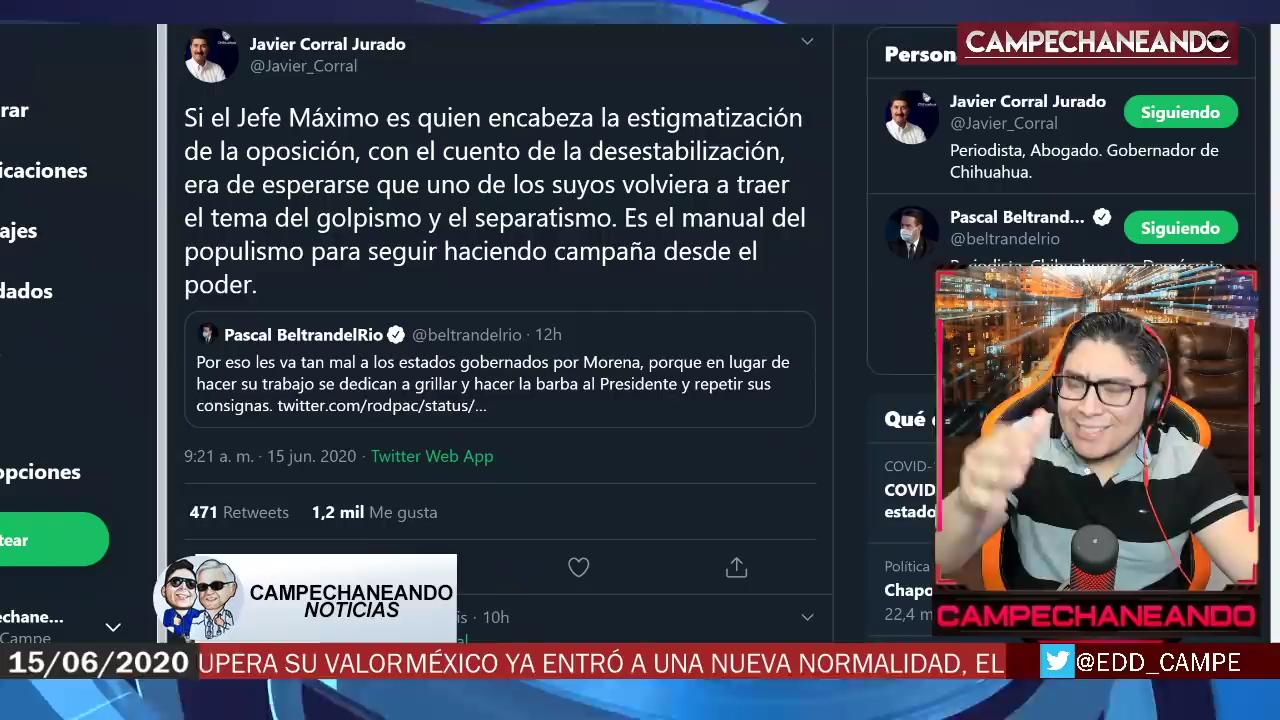 Javier Corral Jurado
@Javier_Corral
Si el Jefe Máximo es quien encabeza la estigmatización
de la oposición, con el cuento de la desestabilización,
era de esperarse que uno de los suyos volviera a traer
el tema del golpismo y el separatismo. Es el manual del
populismo para seguir haciendo campaña desde el
poder.
Pascal BeltrandelRio @beltrandelrio · 12h
Por eso les va tan mal a los estados gobernados por Morena, porque en lugar de
hacer su trabajo se dedican a grillar y hacer la barba al Presidente y repetir sus
consignas. twitter.com/rodpac/status/...
9:21 a. m. · 15 jun. 2020 · Twitter Web App
471 Retweets 1,2 mil Me gusta
is · 10h
al
rar
icaciones
ajes
dados
opciones
tear
echane...
Campe
CAMPECHANEANDO
Person
Javier Corral Jurado
@Javier_Corral
Siguiendo
Periodista, Abogado. Gobernador de
Chihuahua.
Pascal Beltrand...
@beltrandelrio
Siguiendo
Qué
COVID-
COVID
estado
Política
Chapo
22,4 m
CAMPECHANEANDO
CAMPECHANEANDO
NOTICIAS
15/06/2020
UPERA SU VALOR MÉXICO YA ENTRÓ A UNA NUEVA NORMALIDAD, EL
@EDD_CAMPE